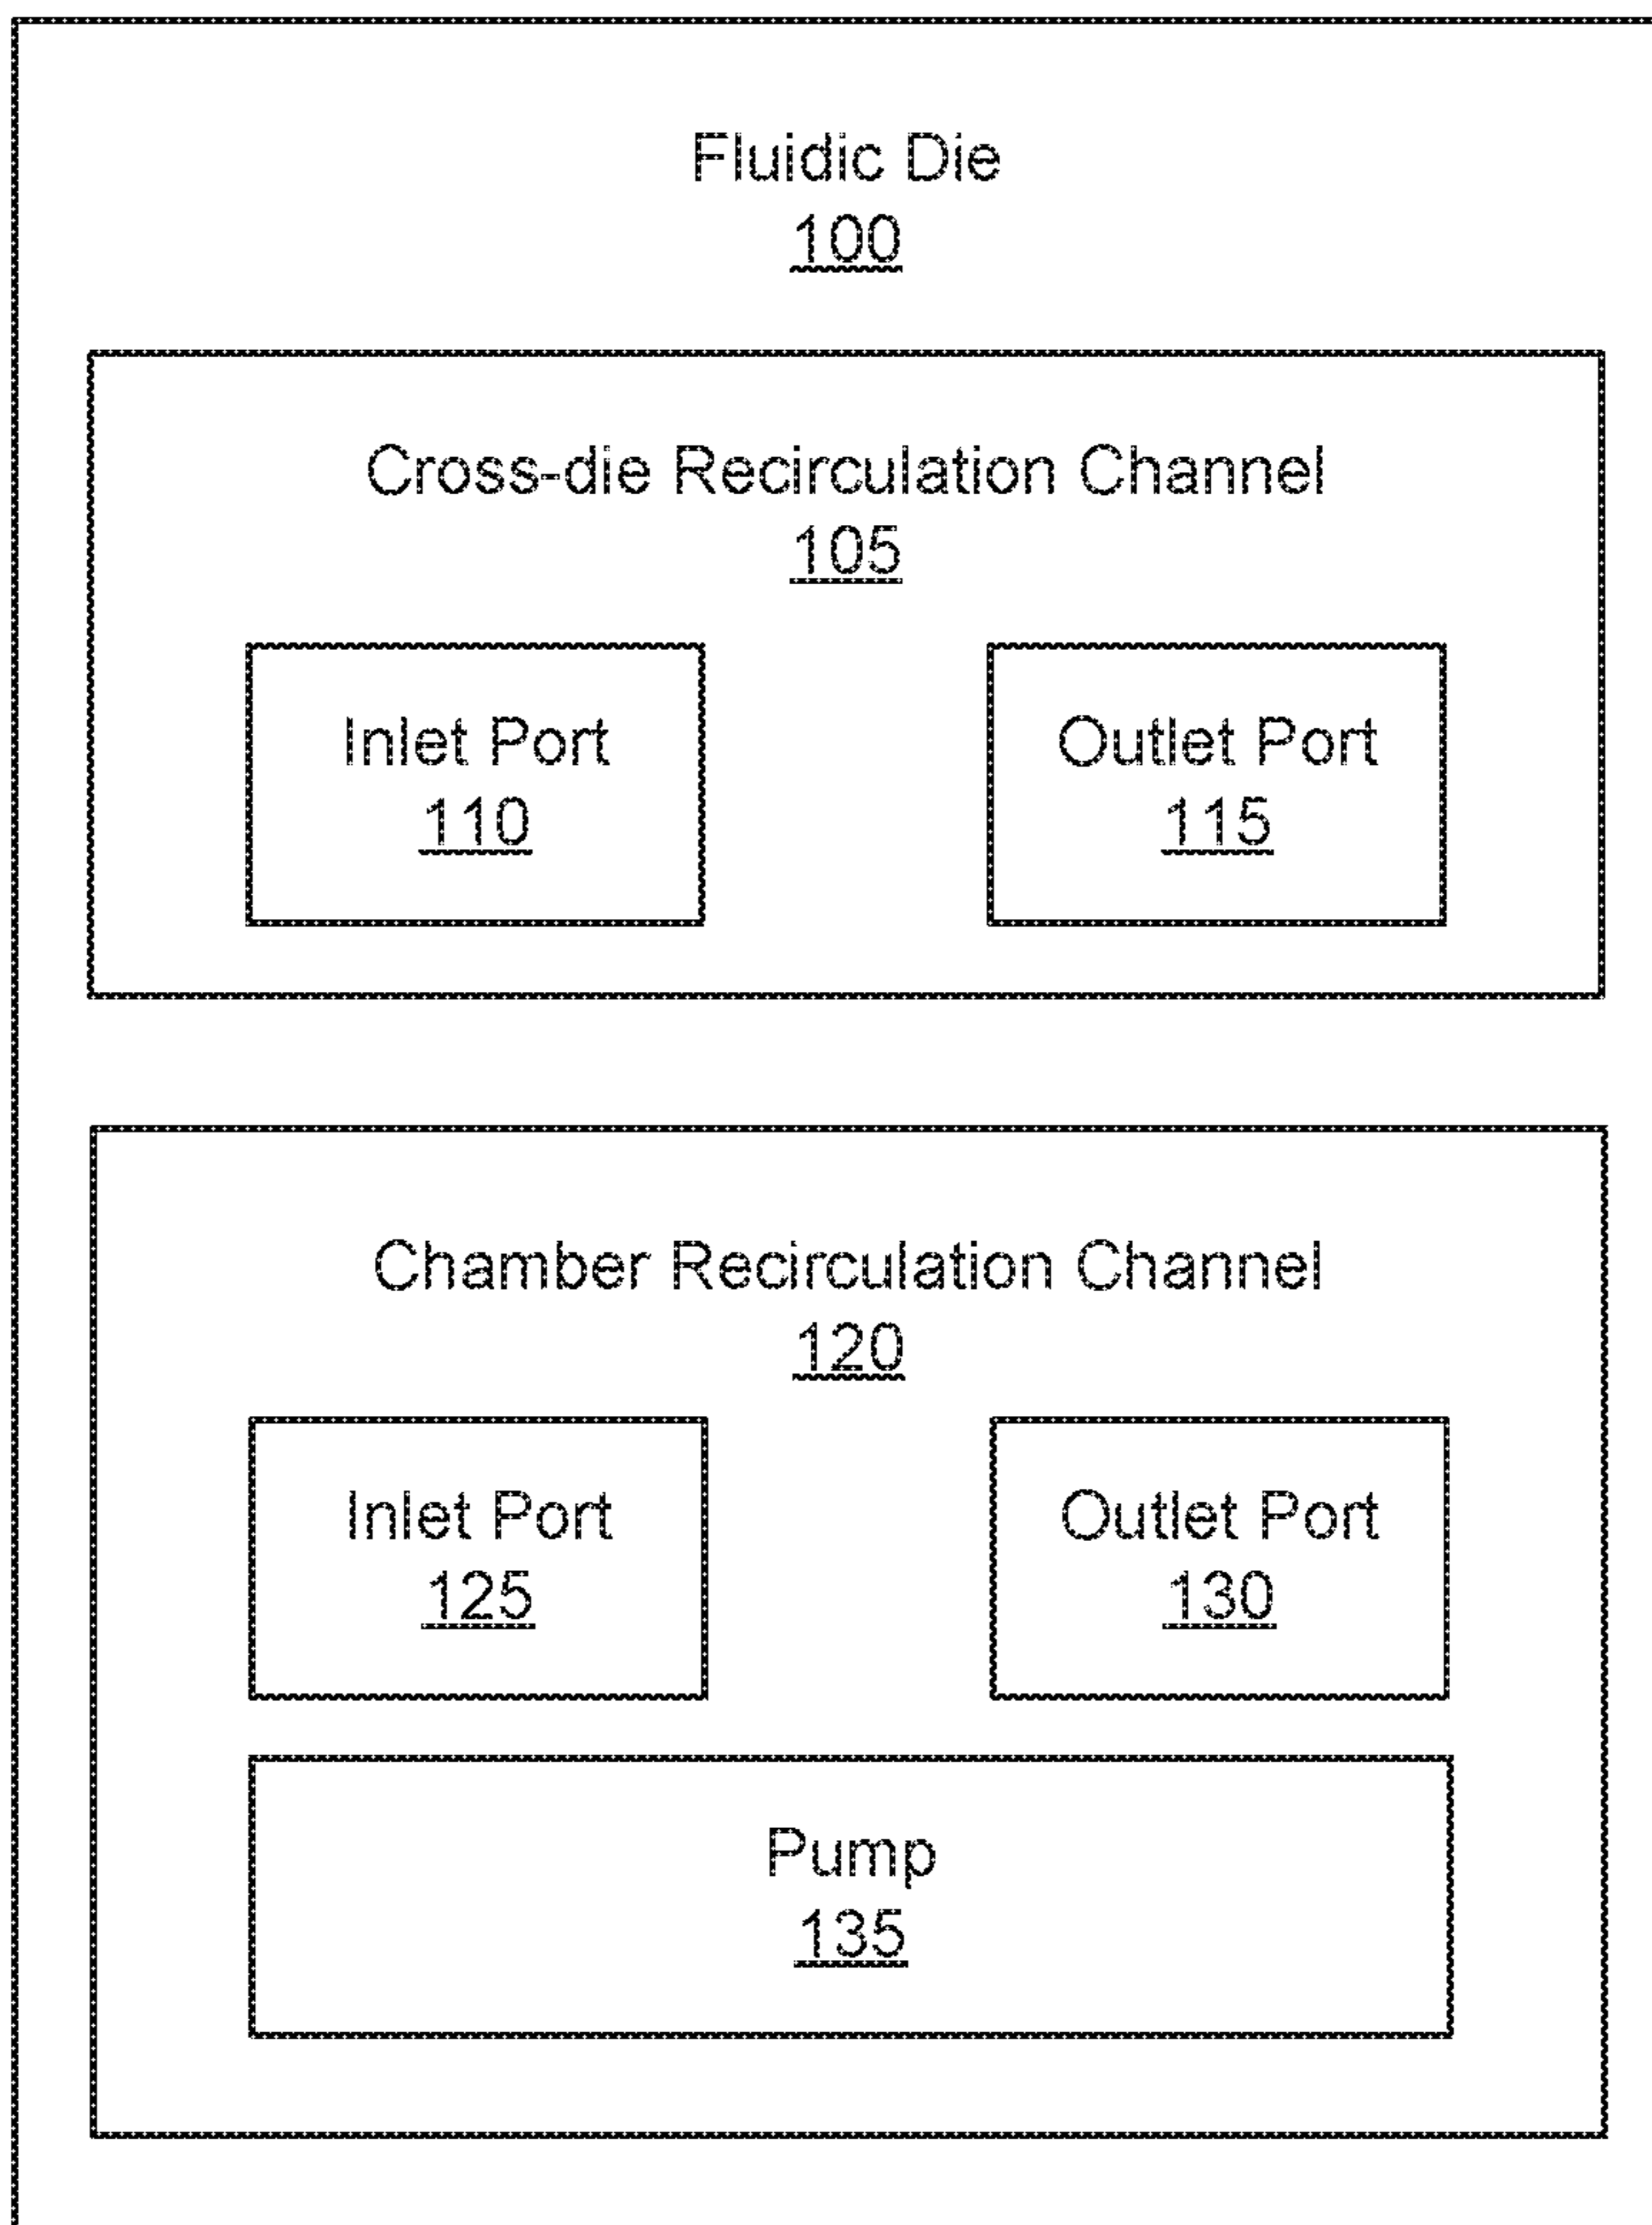 Fluidic Die
100
Cross-die Recirculation Channel
105
Inlet Port
110
Outlet Port
115
Chamber Recirculation Channel
120
Inlet Port
125
Outlet Port
130
Pump
135